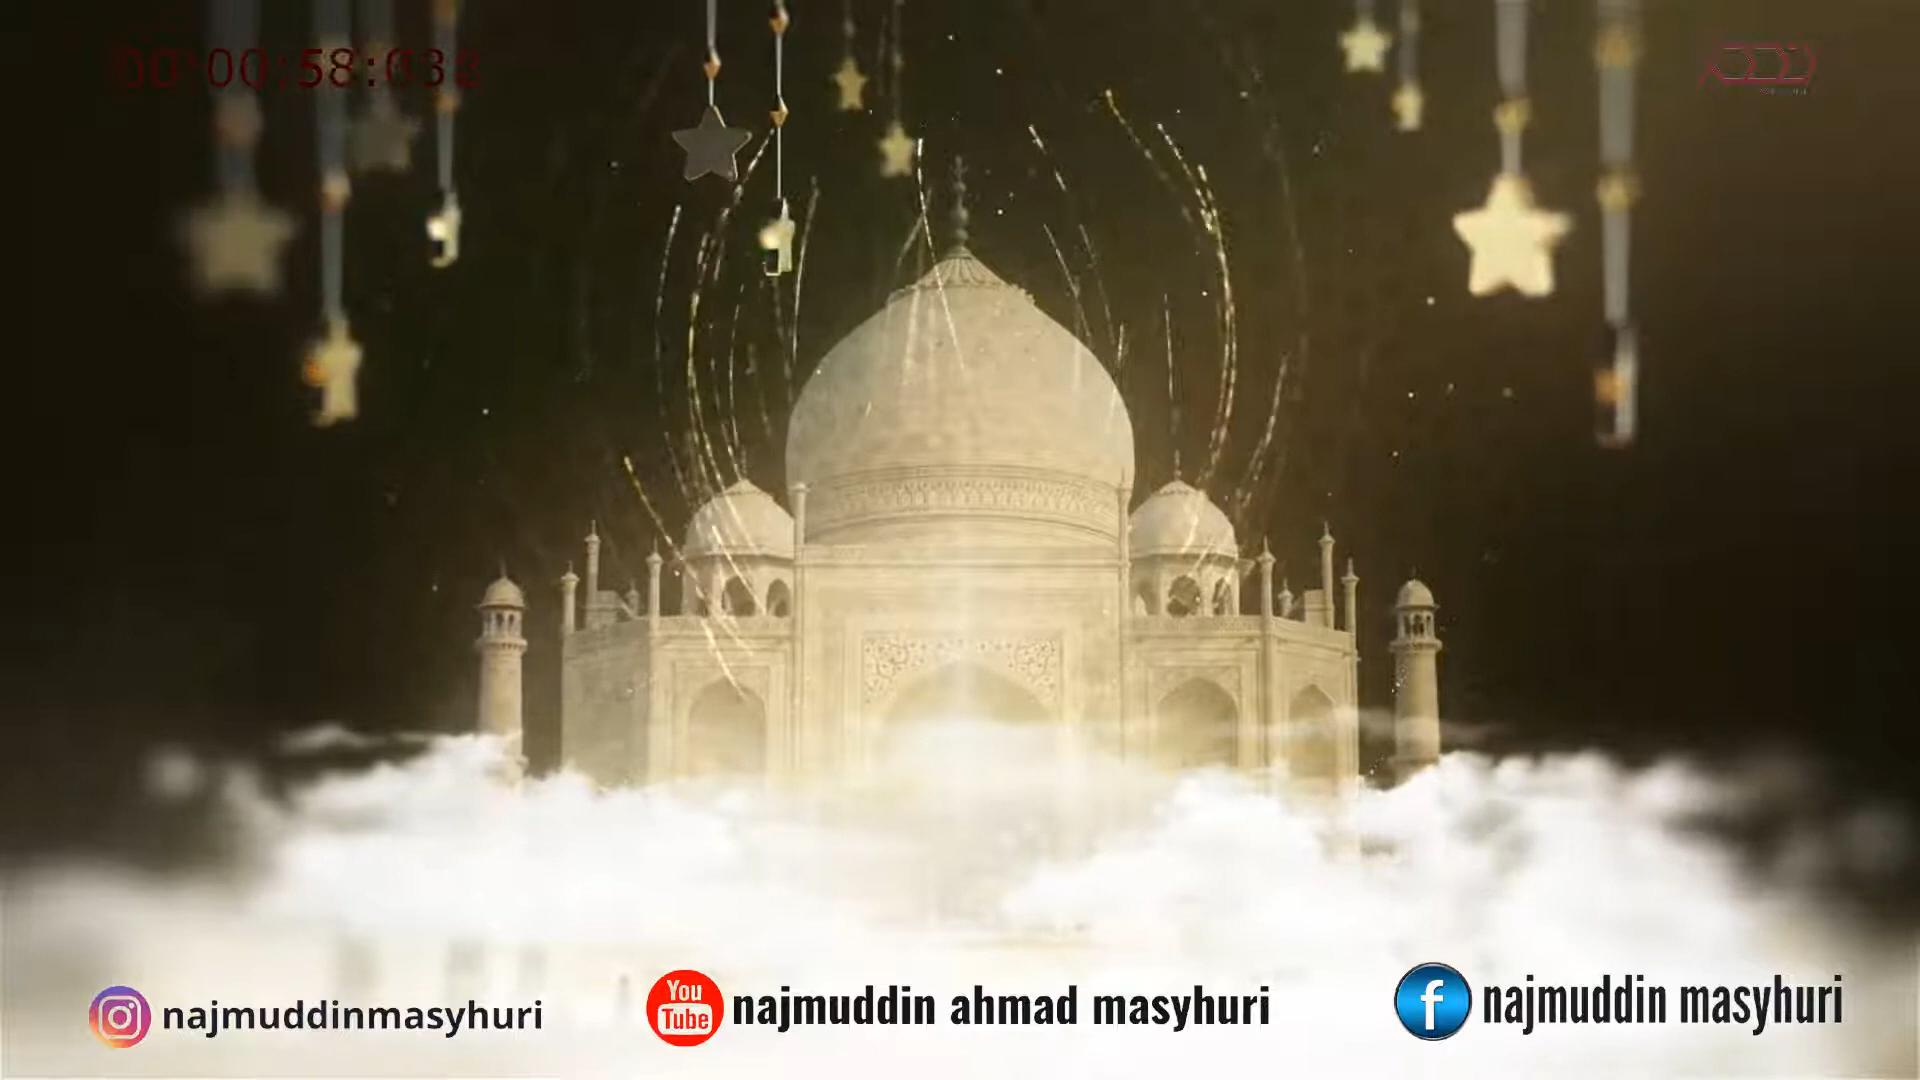 najmuddinmasyhuri
You
Tube
najmuddin ahmad masyhuri
f
najmuddin masyhuri